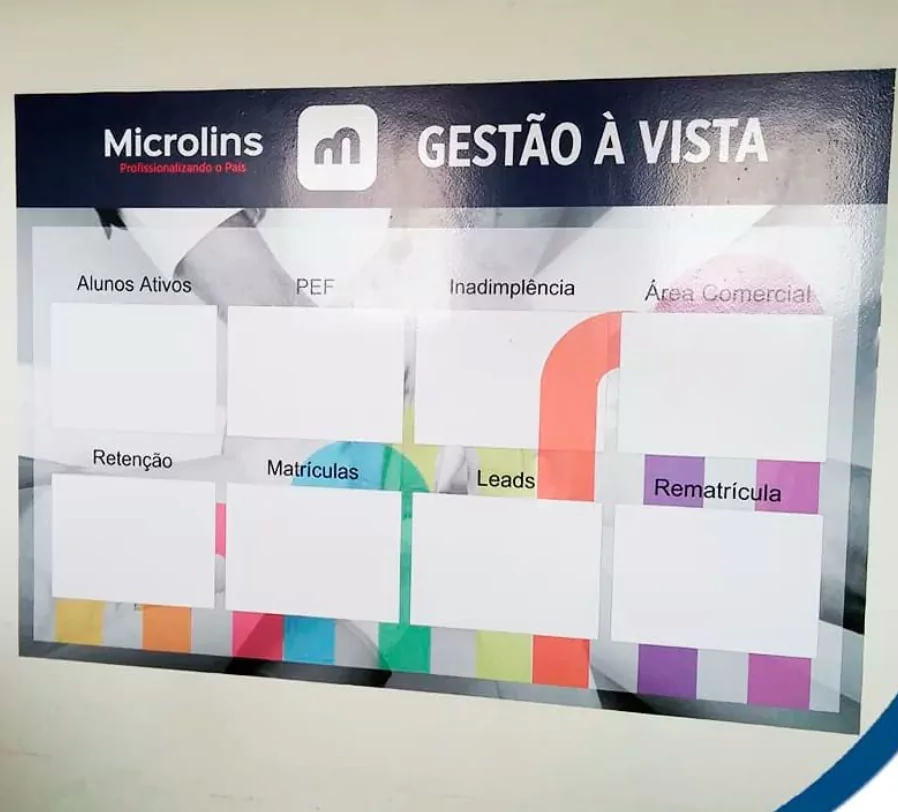 Microlins
Profissionalizando o País
m
GESTÃO À VISTA
Alunos Ativos
PEF
Inadimplência
Área Comercial
Retenção
Matrículas
Leads
Rematrícula